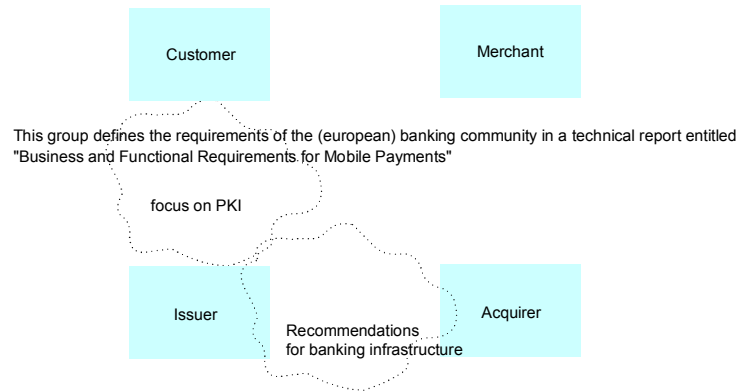 Customer
Merchant
This group defines the requirements of the (european) banking community in a technical report entitled
"Business and Functional Requirements for Mobile Payments"
focus on PKI
Issuer
Acquirer
Recommendations
for banking infrastructure